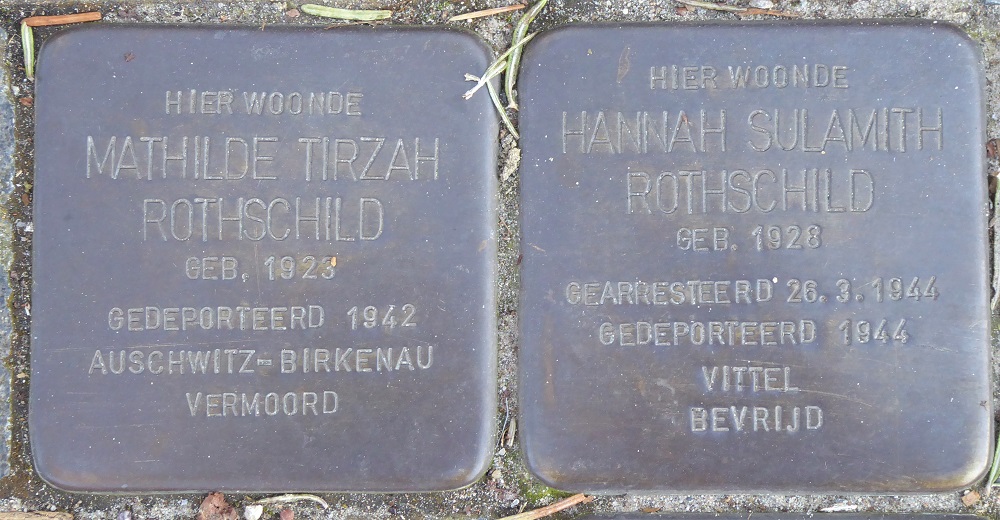 HIER WOONDE
MATHILDE TIRZAH
ROTHSCHILD
GEB. 1923
GEDEPORTEERD 1942
AUSCHWITZ-BIRKENAU
VERMOORD
HIER WOONDE
HANNAH SULAMITH
ROTHSCHILD
GEB. 1928
GEARRESTEERD 26.3.1944
GEDEPORTEERD 1944
VITTEL
BEVRIJD